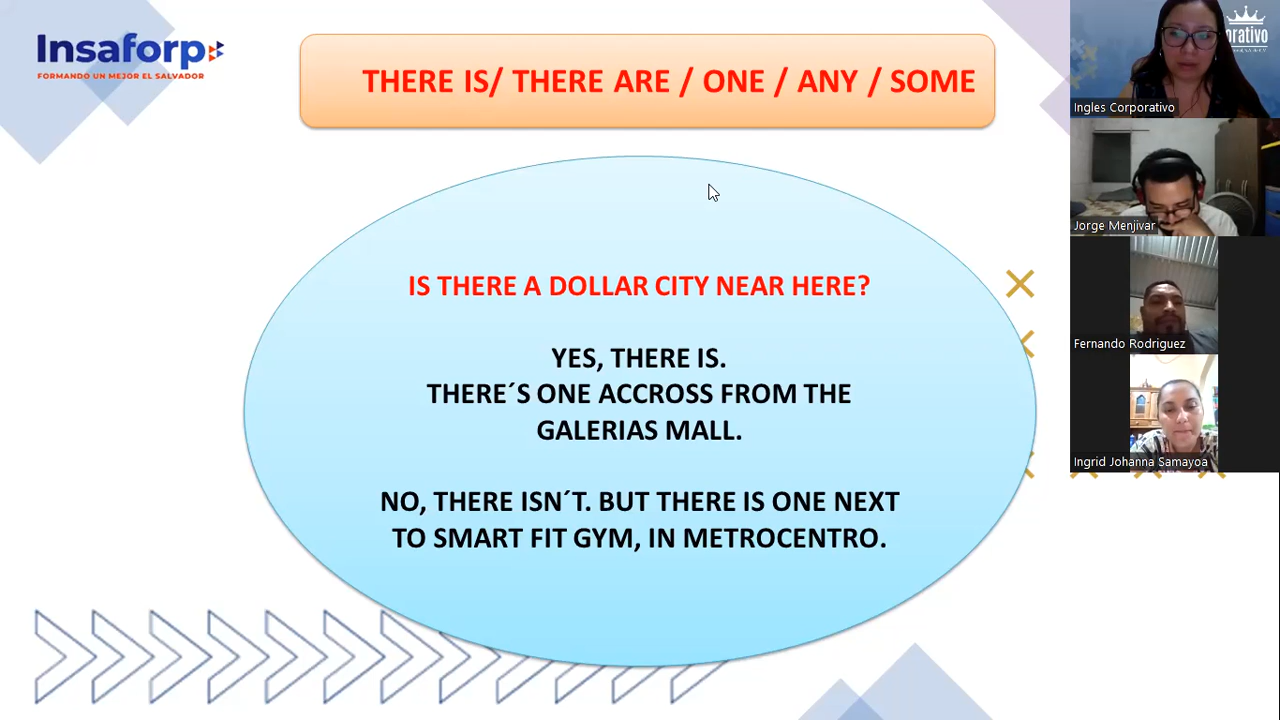 Insaforp
FORMANDO UN MEJOR EL SALVADOR
THERE IS/ THERE ARE / ONE / ANY / SOME
IS THERE A DOLLAR CITY NEAR HERE?
YES, THERE IS.
THERE´S ONE ACCROSS FROM THE
GALERIAS MALL.
NO, THERE ISN´T. BUT THERE IS ONE NEXT
TO SMART FIT GYM, IN METROCENTRO.
Ingles Corporativo
Jorge Menjivar
Fernando Rodriguez
Ingrid Johanna Samayoa